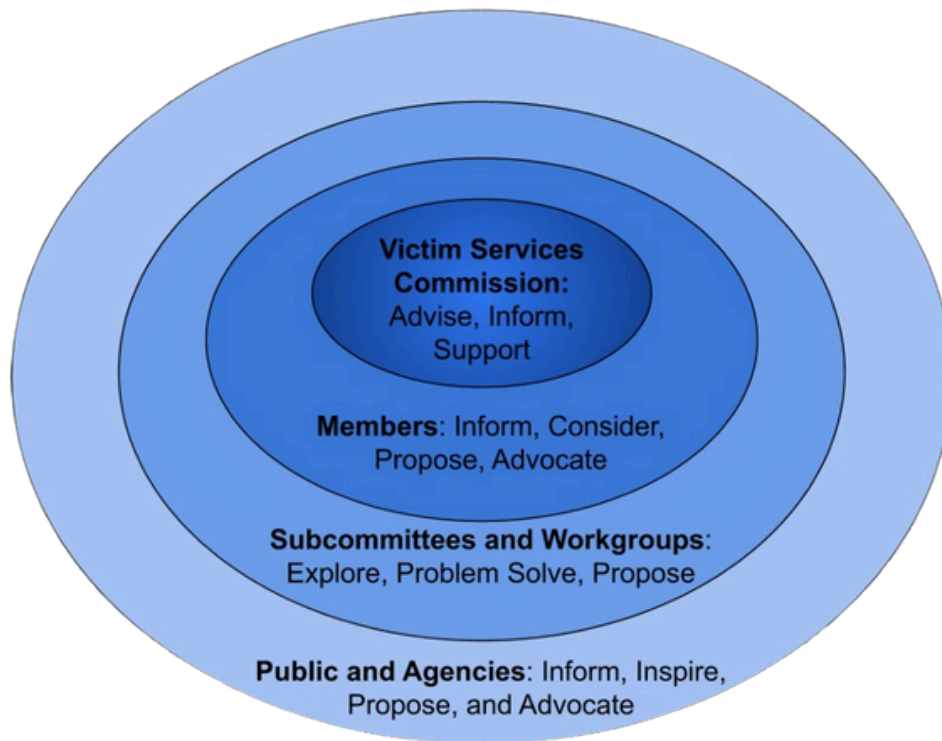 Victim Services
Commission:
Advise, Inform,
Support
Members: Inform, Consider,
Propose, Advocate
Subcommittees and Workgroups:
Explore, Problem Solve, Propose
Public and Agencies: Inform, Inspire,
Propose, and Advocate